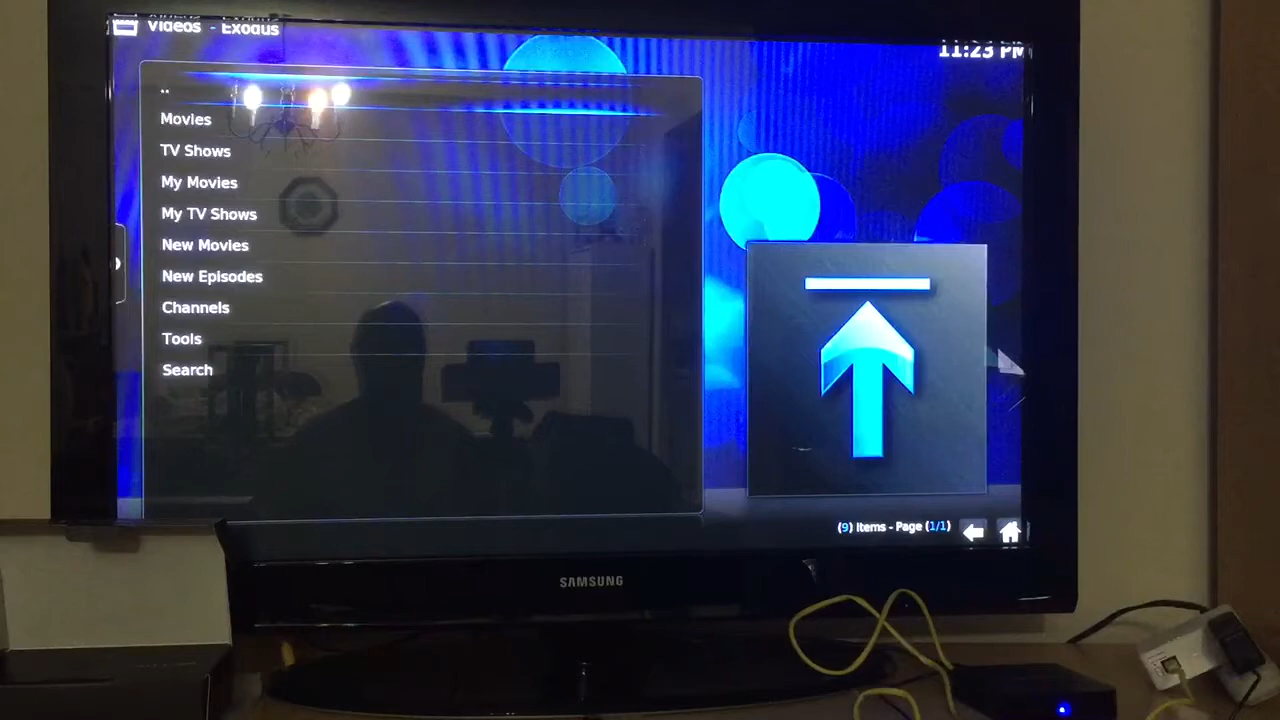 Videos - Exodus
11:23 PM
..
Movies
TV Shows
My Movies
My TV Shows
New Movies
New Episodes
Channels
Tools
Search
(9) Items - Page (1/1)
SAMSUNG